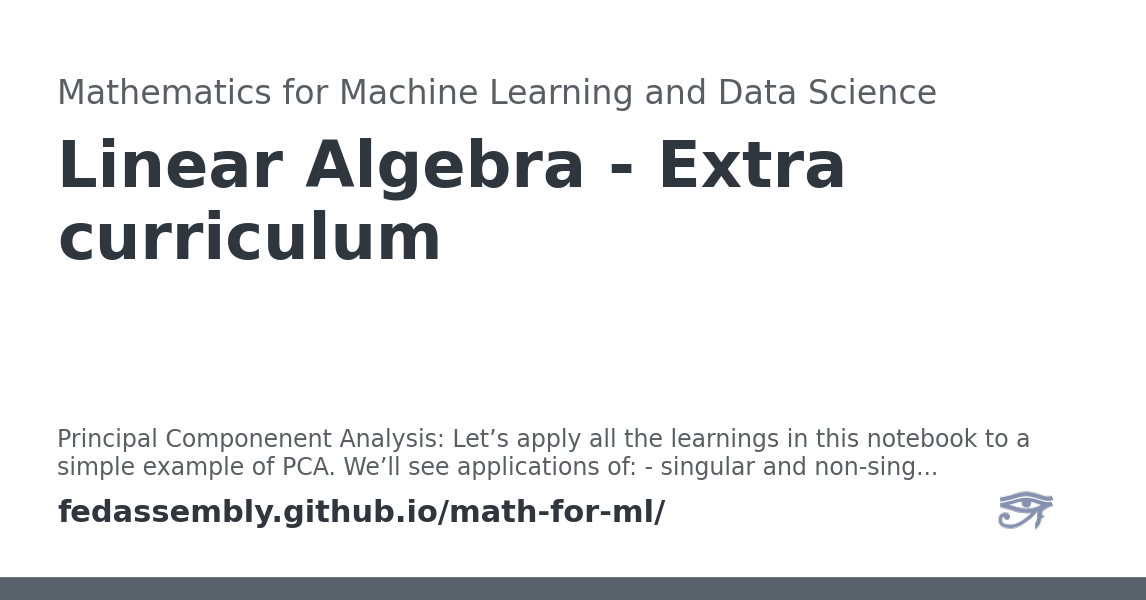 Mathematics for Machine Learning and Data Science
Linear Algebra - Extra
curriculum
Principal Componenent Analysis: Let’s apply all the learnings in this notebook to a
simple example of PCA. We’ll see applications of: - singular and non-sing...
fedassembly.github.io/math-for-ml/